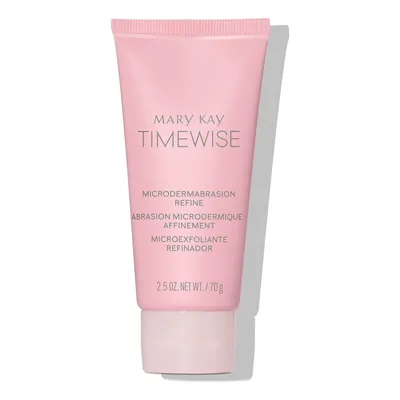 MARY KAY
TIMEWISE
MICRODERMABRASION
REFINE
ABRASION MICRODERMIQUE
AFFINEMENT
MICROEXFOLIANTE
REFINADOR
2.5 OZ. NET WT. / 70 g